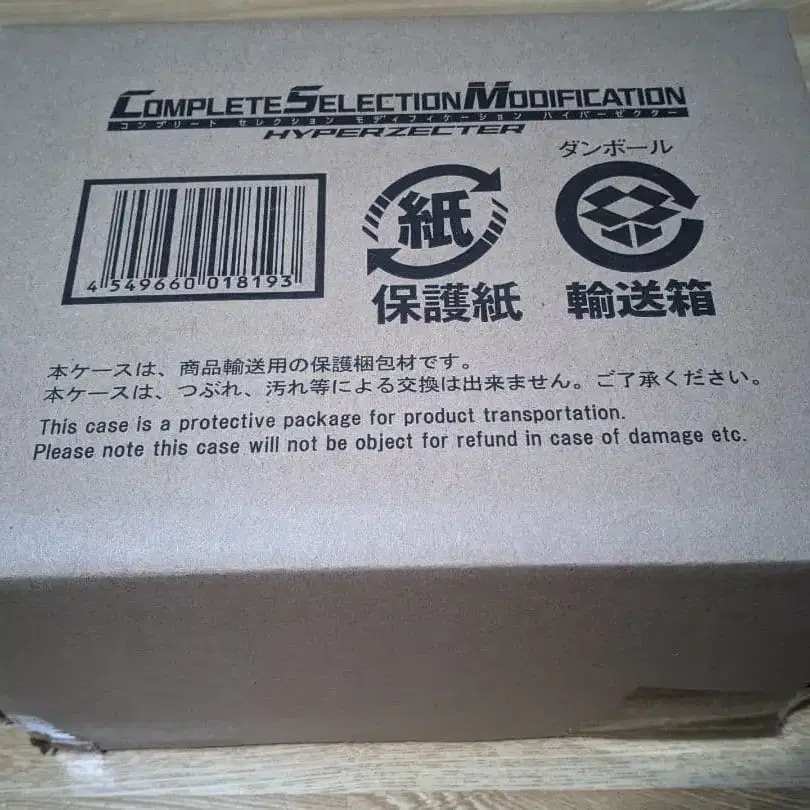 COMPLETE SELECTION MODIFICATION
コンプリート セレクション モディフィケーション ハイパーゼクター
HYPERZECTER
ダンボール
紙
4 549660 018193
保護紙
輸送箱
本ケースは、商品輸送用の保護梱包材です。
本ケースは、つぶれ、汚れ等による交換は出来ません。ご了承ください。
This case is a protective package for product transportation.
Please note this case will not be object for refund in case of damage etc.